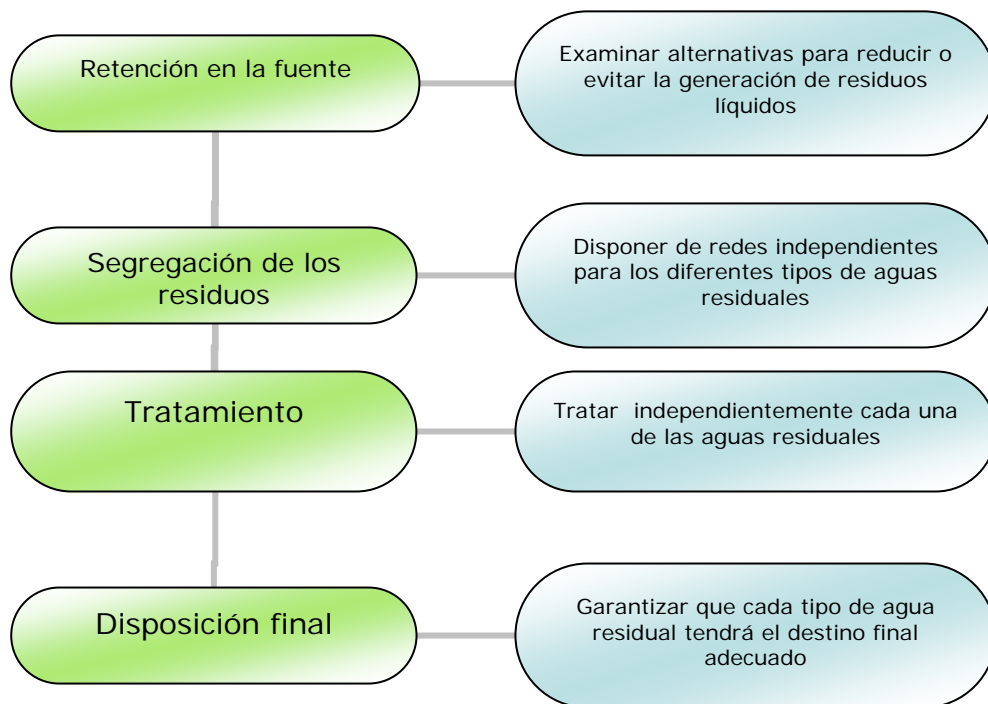 Retención en la fuente
Examinar alternativas para reducir o
evitar la generación de residuos
líquidos
Segregación de los
residuos
Disponer de redes independientes
para los diferentes tipos de aguas
residuales
Tratamiento
Tratar independientemente cada una
de las aguas residuales
Disposición final
Garantizar que cada tipo de agua
residual tendrá el destino final
adecuado